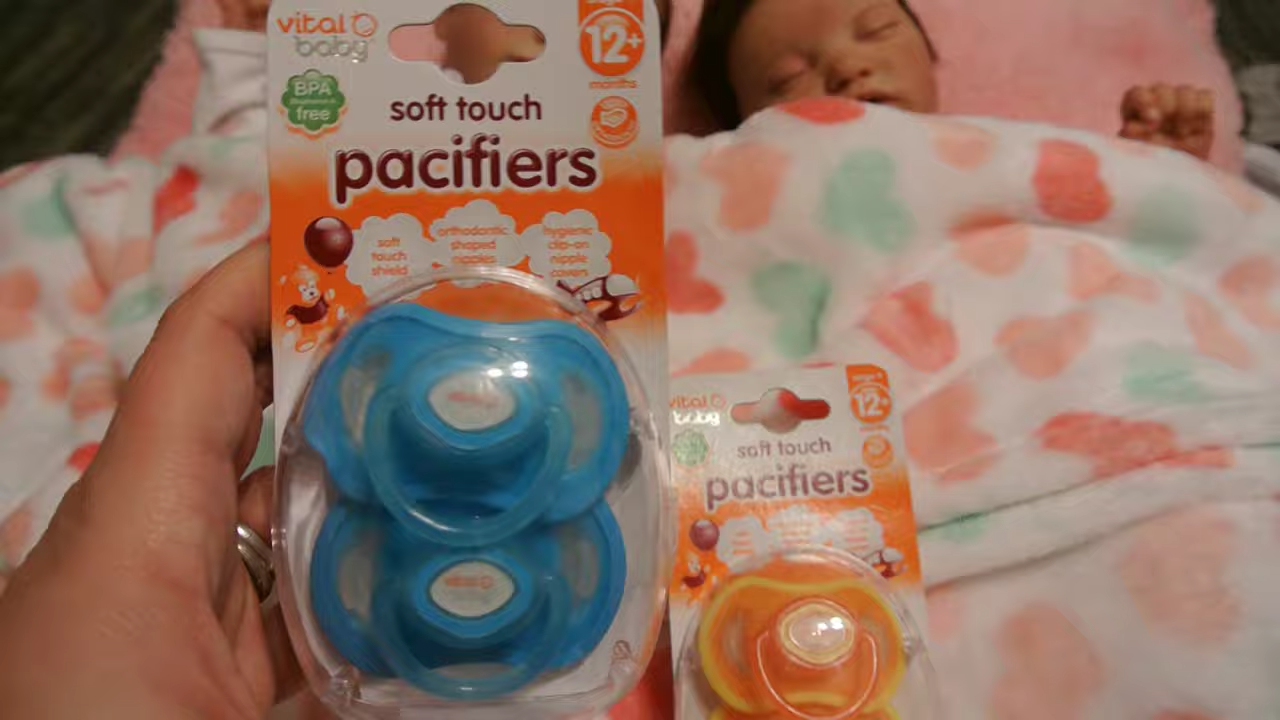 vital baby
12+
months
BPA
free
soft touch
pacifiers
soft
touch
shield
orthodontic
shaped
nipples
hygienic
clip-on
nipple
covers
vital
vital baby
12+
soft touch
pacifiers